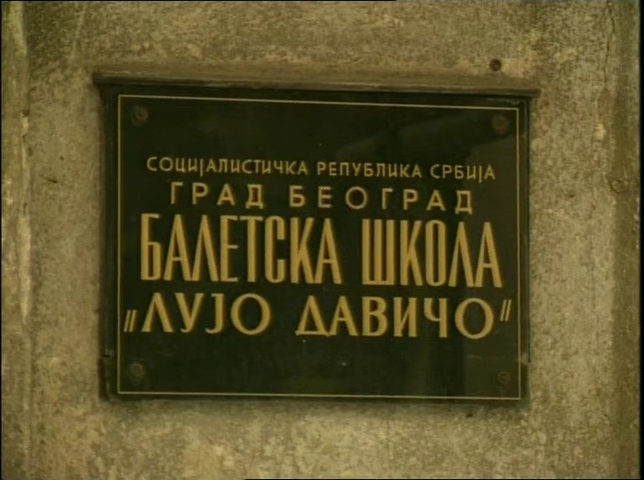 СОЦИЈАЛИСТИЧКА РЕПУБЛИКА СРБИЈА
ГРАД БЕОГРАД
БАЛЕТСКА ШКОЛА
„ЛУЈО ДАВИЧО"